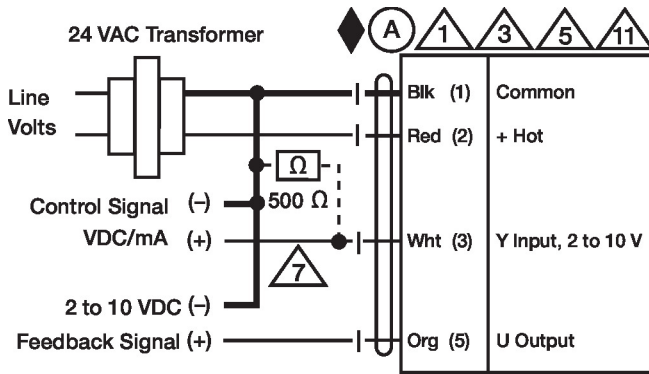 24 VAC Transformer
A 1 3 5 11
Line
Volts
Blk (1) Common
Red (2) + Hot
Ω
500 Ω
Control Signal (–)
VDC/mA (+)
Wht (3) Y Input, 2 to 10 V
7
2 to 10 VDC (–)
Feedback Signal (+)
Org (5) U Output